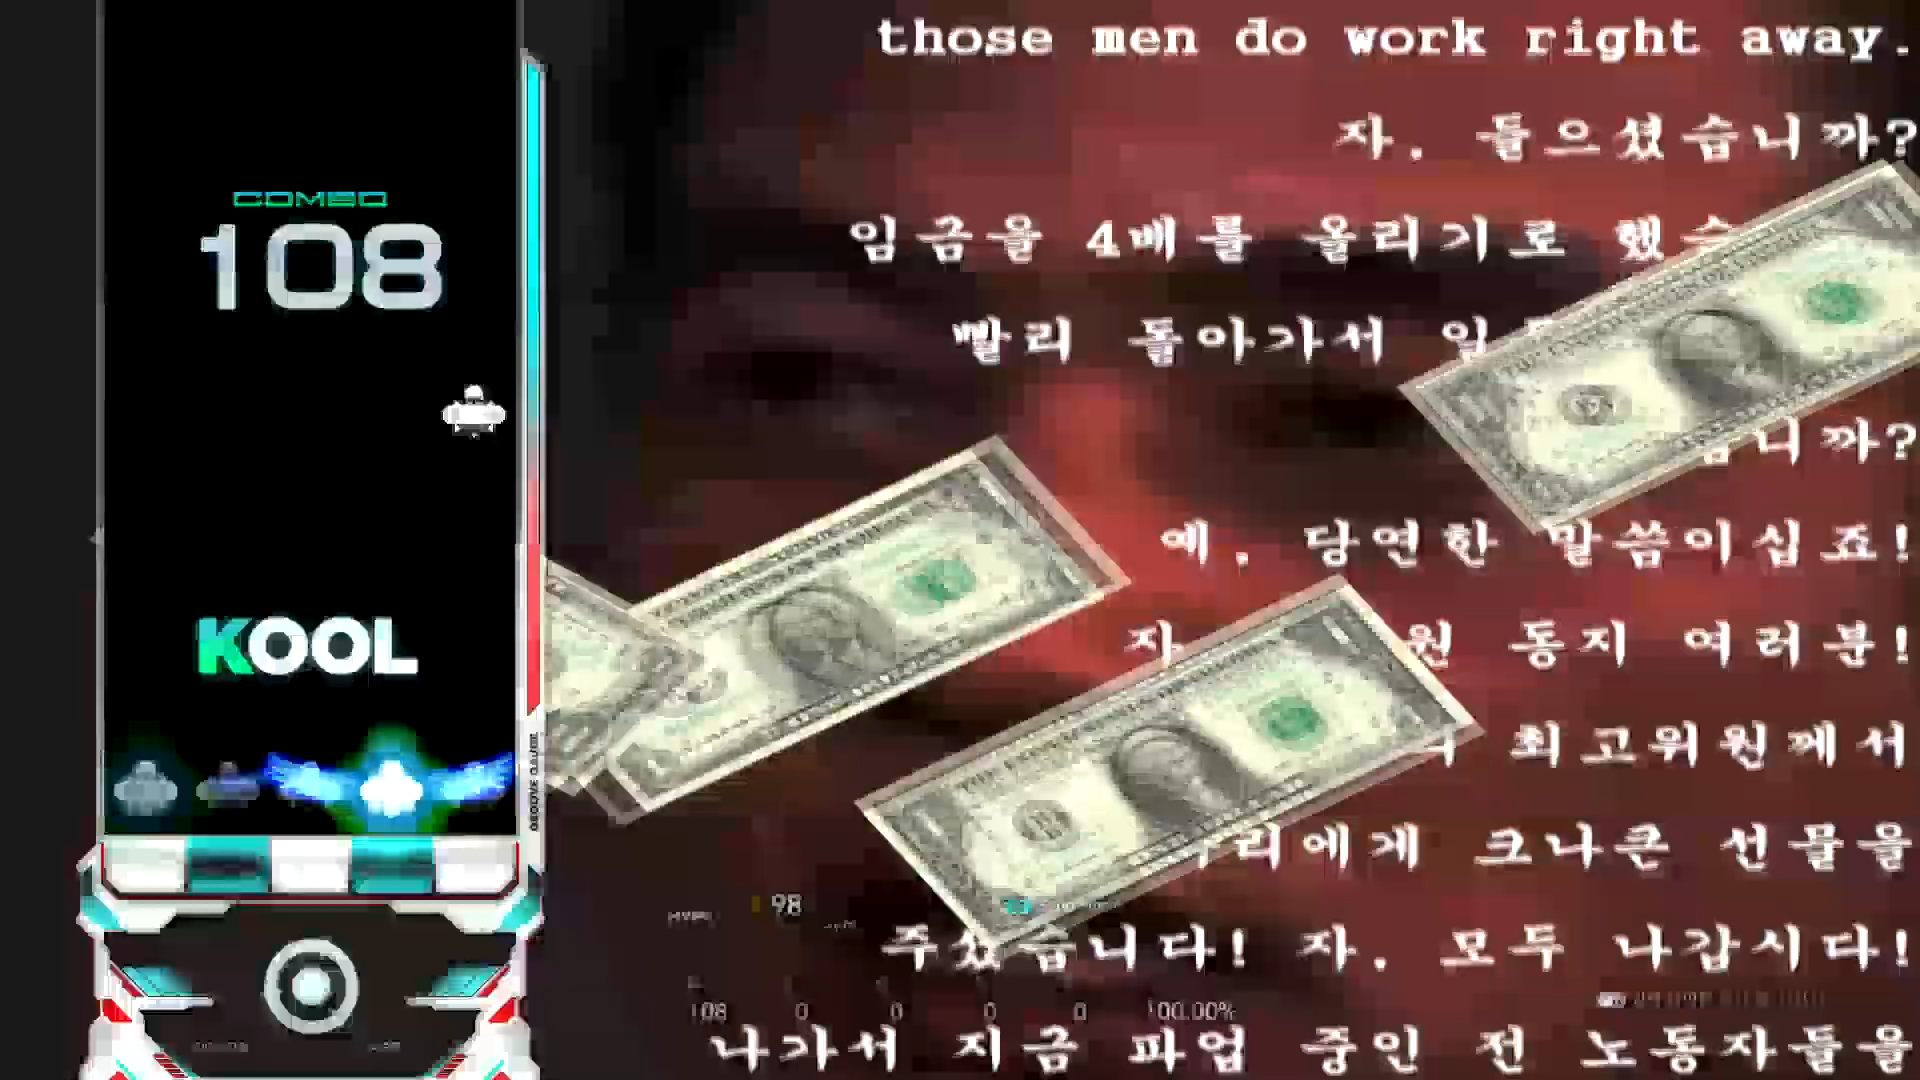 those men do work right away.
자. 들으셨습니까?
임금을 4배를 올리기로 했
빨리 돌아가서 일
니까?
예. 당연한 말씀이십죠!
자. 원 동지 여러분!
최고위원께서
리에게 크나큰 선물을
주셨습니다! 자. 모두 나갑시다!
나가서 지금 파업 중인 전 노동자들을
COMBO
108
KOOL
GROOVE GAUGE
98
108 0 0 0 0 100.00%